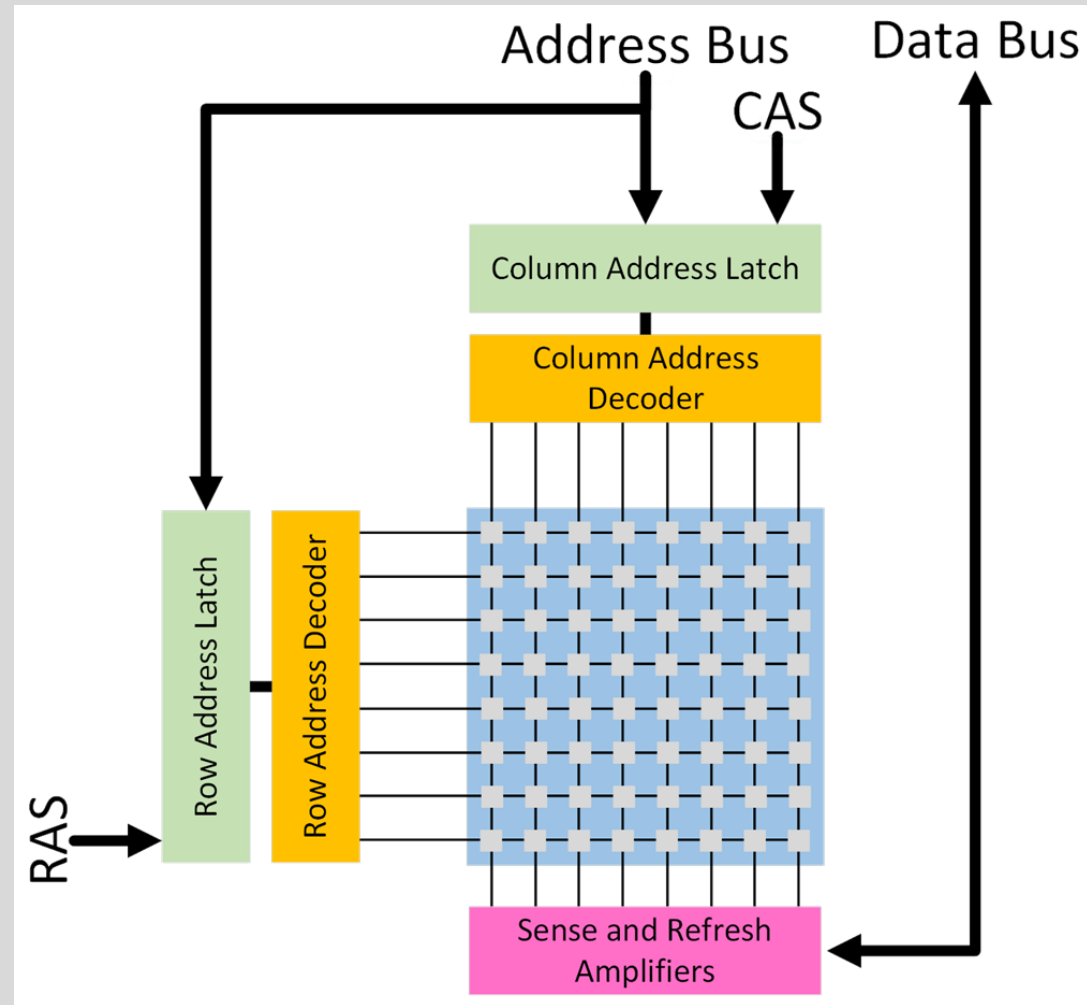 Address Bus
Data Bus
CAS
Column Address Latch
Column Address
Decoder
Row Address Latch
Row Address Decoder
RAS
Sense and Refresh
Amplifiers